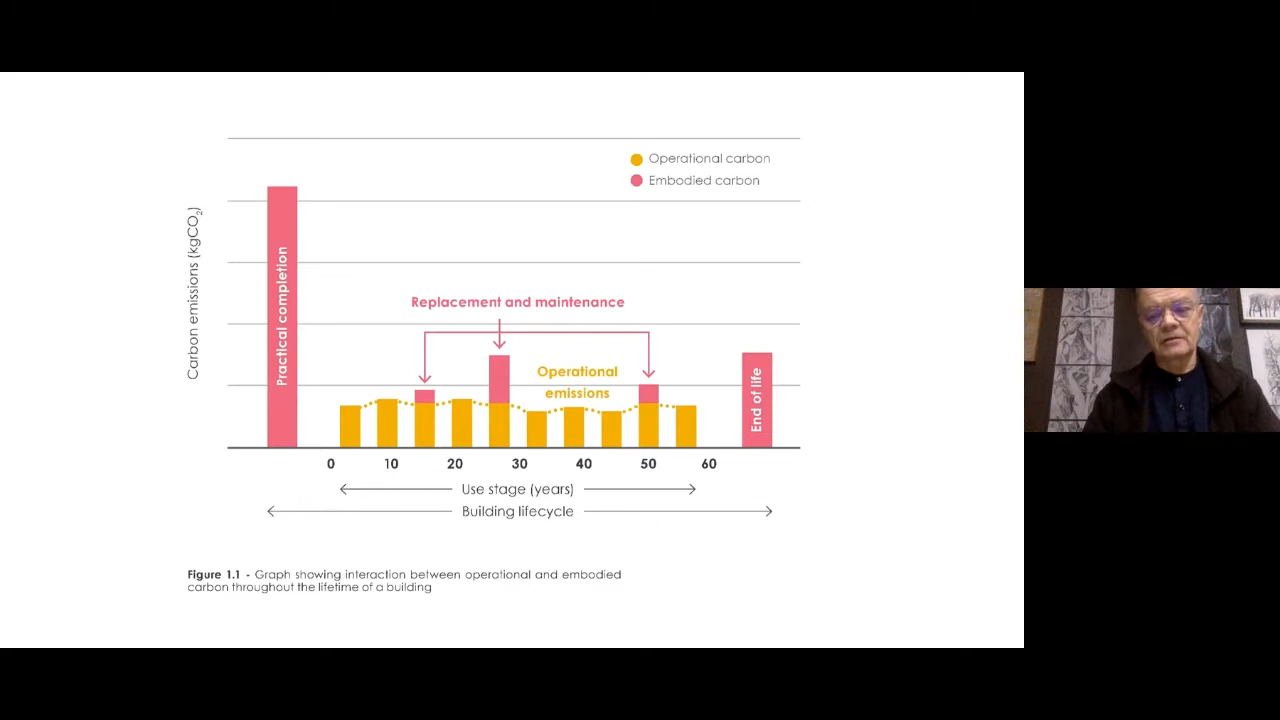 Operational carbon
Embodied carbon
Carbon emissions (kgCO₂)
Practical completion
Replacement and maintenance
Operational
emissions
End of life
0 10 20 30 40 50 60
Use stage (years)
Building lifecycle
Figure 1.1 - Graph showing interaction between operational and embodied
carbon throughout the lifetime of a building